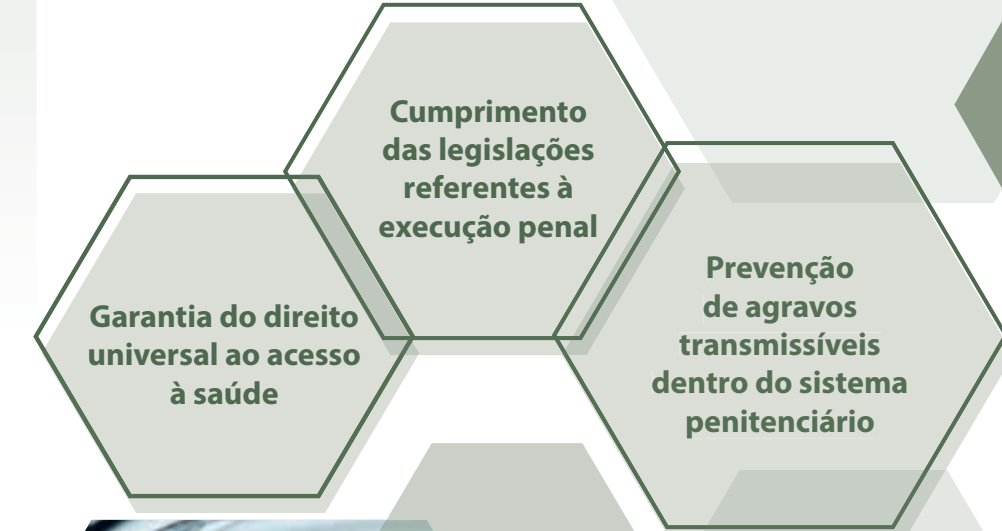 Cumprimento
das legislações
referentes à
execução penal
Garantia do direito
universal ao acesso
à saúde
Prevenção
de agravos
transmissíveis
dentro do sistema
penitenciário